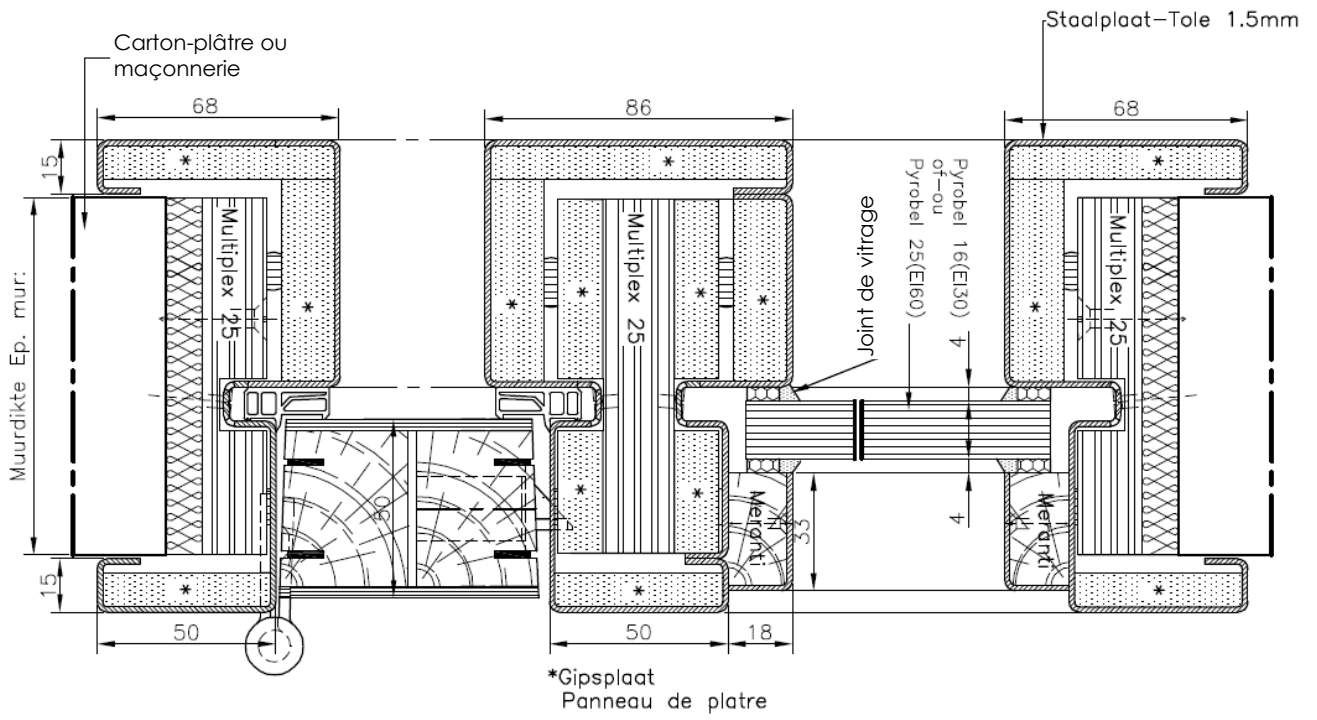 Staalplaat-Tole 1.5mm
Carton-plâtre ou
maçonnerie
68
86
68
15
*
*
*
Pyrobel 16(EI30)
of-ou
Pyrobel 25(EI60)
Joint de vitrage
Multiplex 25
Multiplex 25
Multiplex 25
*
*
*
*
*
*
4
Muurdikte Ep. mur:
50
*
*
Meranti
33
4
Meranti
15
*
*
*
50
50
18
*Gipsplaat
Panneau de platre